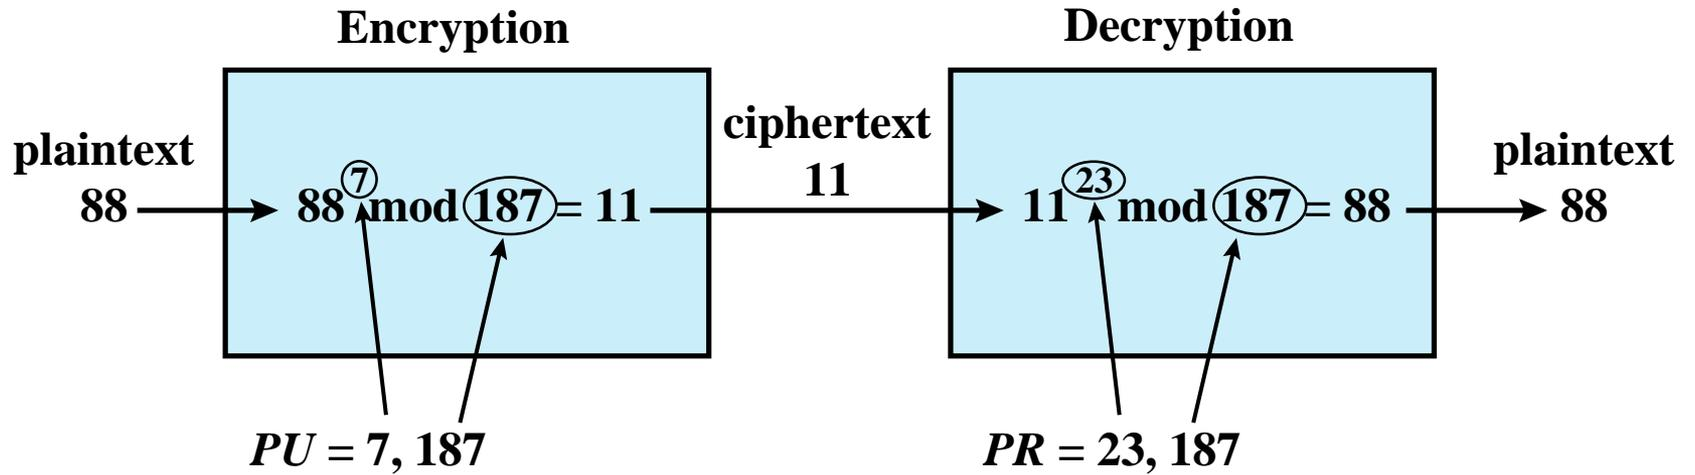 Encryption
Decryption
plaintext
88
88^7 mod 187 = 11
ciphertext
11
11^23 mod 187 = 88
plaintext
88
PU = 7, 187
PR = 23, 187